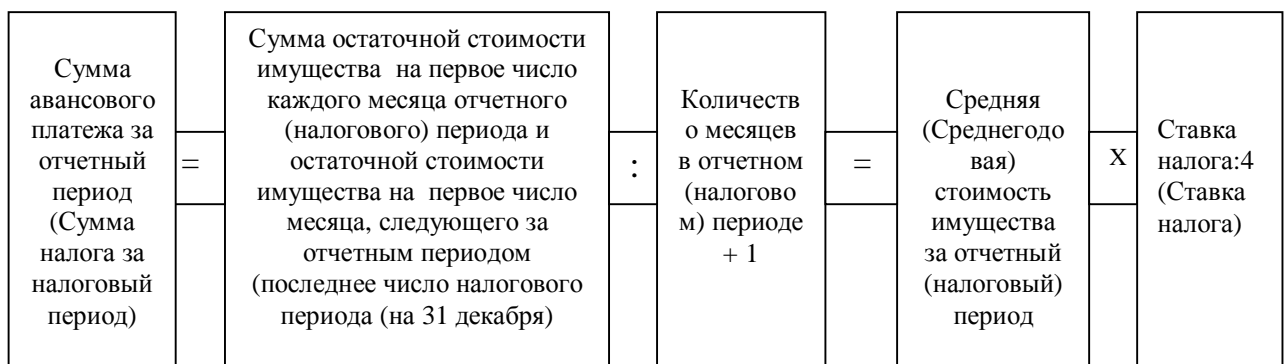 Сумма
авансового
платежа за
отчетный
период
(Сумма
налога за
налоговый
период)
=
Сумма остаточной стоимости
имущества на первое число
каждого месяца отчетного
(налогового) периода и
остаточной стоимости
имущества на первое число
месяца, следующего за
отчетным периодом
(последнее число налогового
периода (на 31 декабря)
:
Количеств
о месяцев
в отчетном
(налогово
м) периоде
+ 1
=
Средняя
(Среднегодо
вая)
стоимость
имущества
за отчетный
(налоговый)
период
Х
Ставка
налога:4
(Ставка
налога)